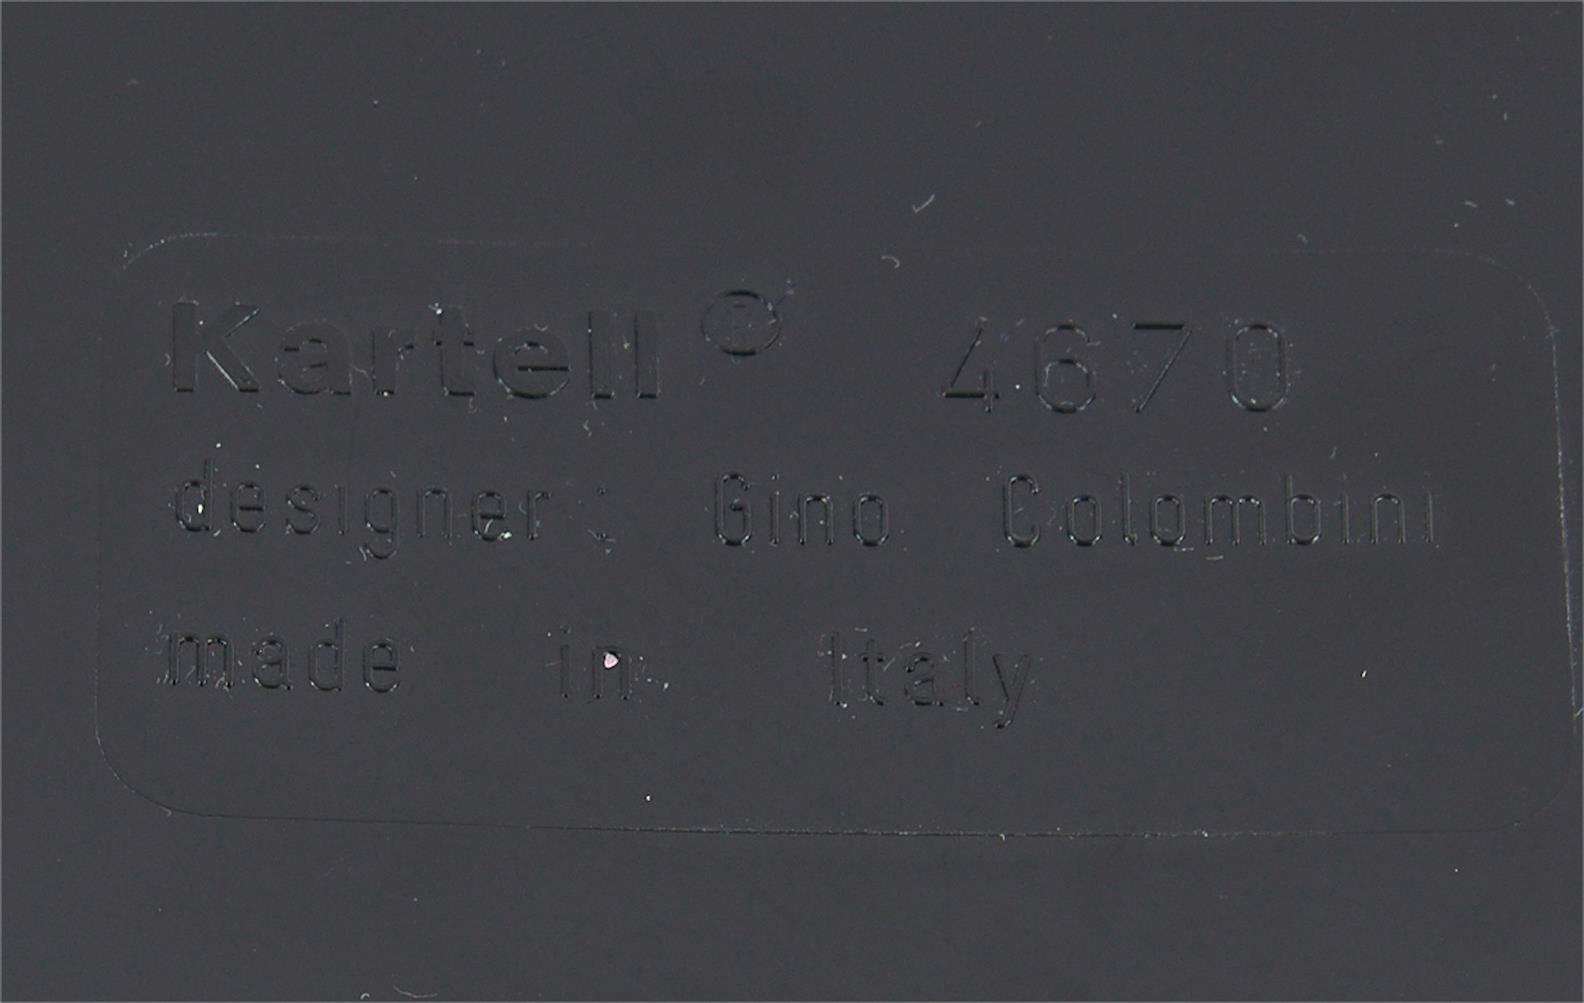 Kartell® 4670
designer: Gino Colombini
made in Italy